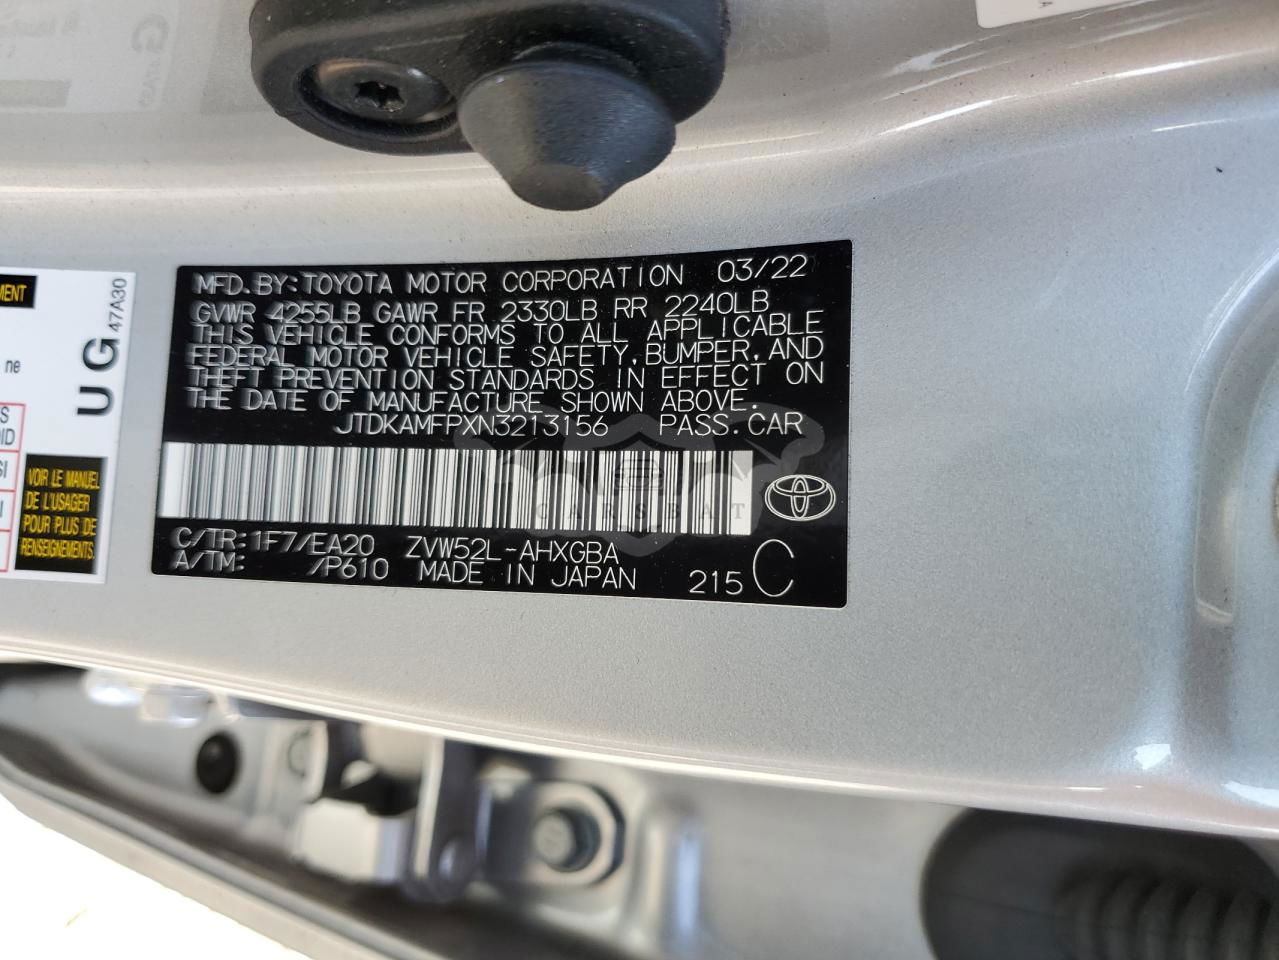 MFD. BY: TOYOTA MOTOR CORPORATION 03/22
GVWR 4255LB GAWR FR 2330LB RR 2240LB
THIS VEHICLE CONFORMS TO ALL APPLICABLE
FEDERAL MOTOR VEHICLE SAFETY, BUMPER, AND
THEFT PREVENTION STANDARDS IN EFFECT ON
THE DATE OF MANUFACTURE SHOWN ABOVE.
JTDKAMFPXN3213156 PASS. CAR
C/TR: 1F7/EA20 ZVW52L-AHXGBA
A/TM: /P610 MADE IN JAPAN 215 C
UG 47A30
MENT
ne
VOIR LE MANUEL
DE L'USAGER
POUR PLUS DE
RENSEIGNEMENTS.